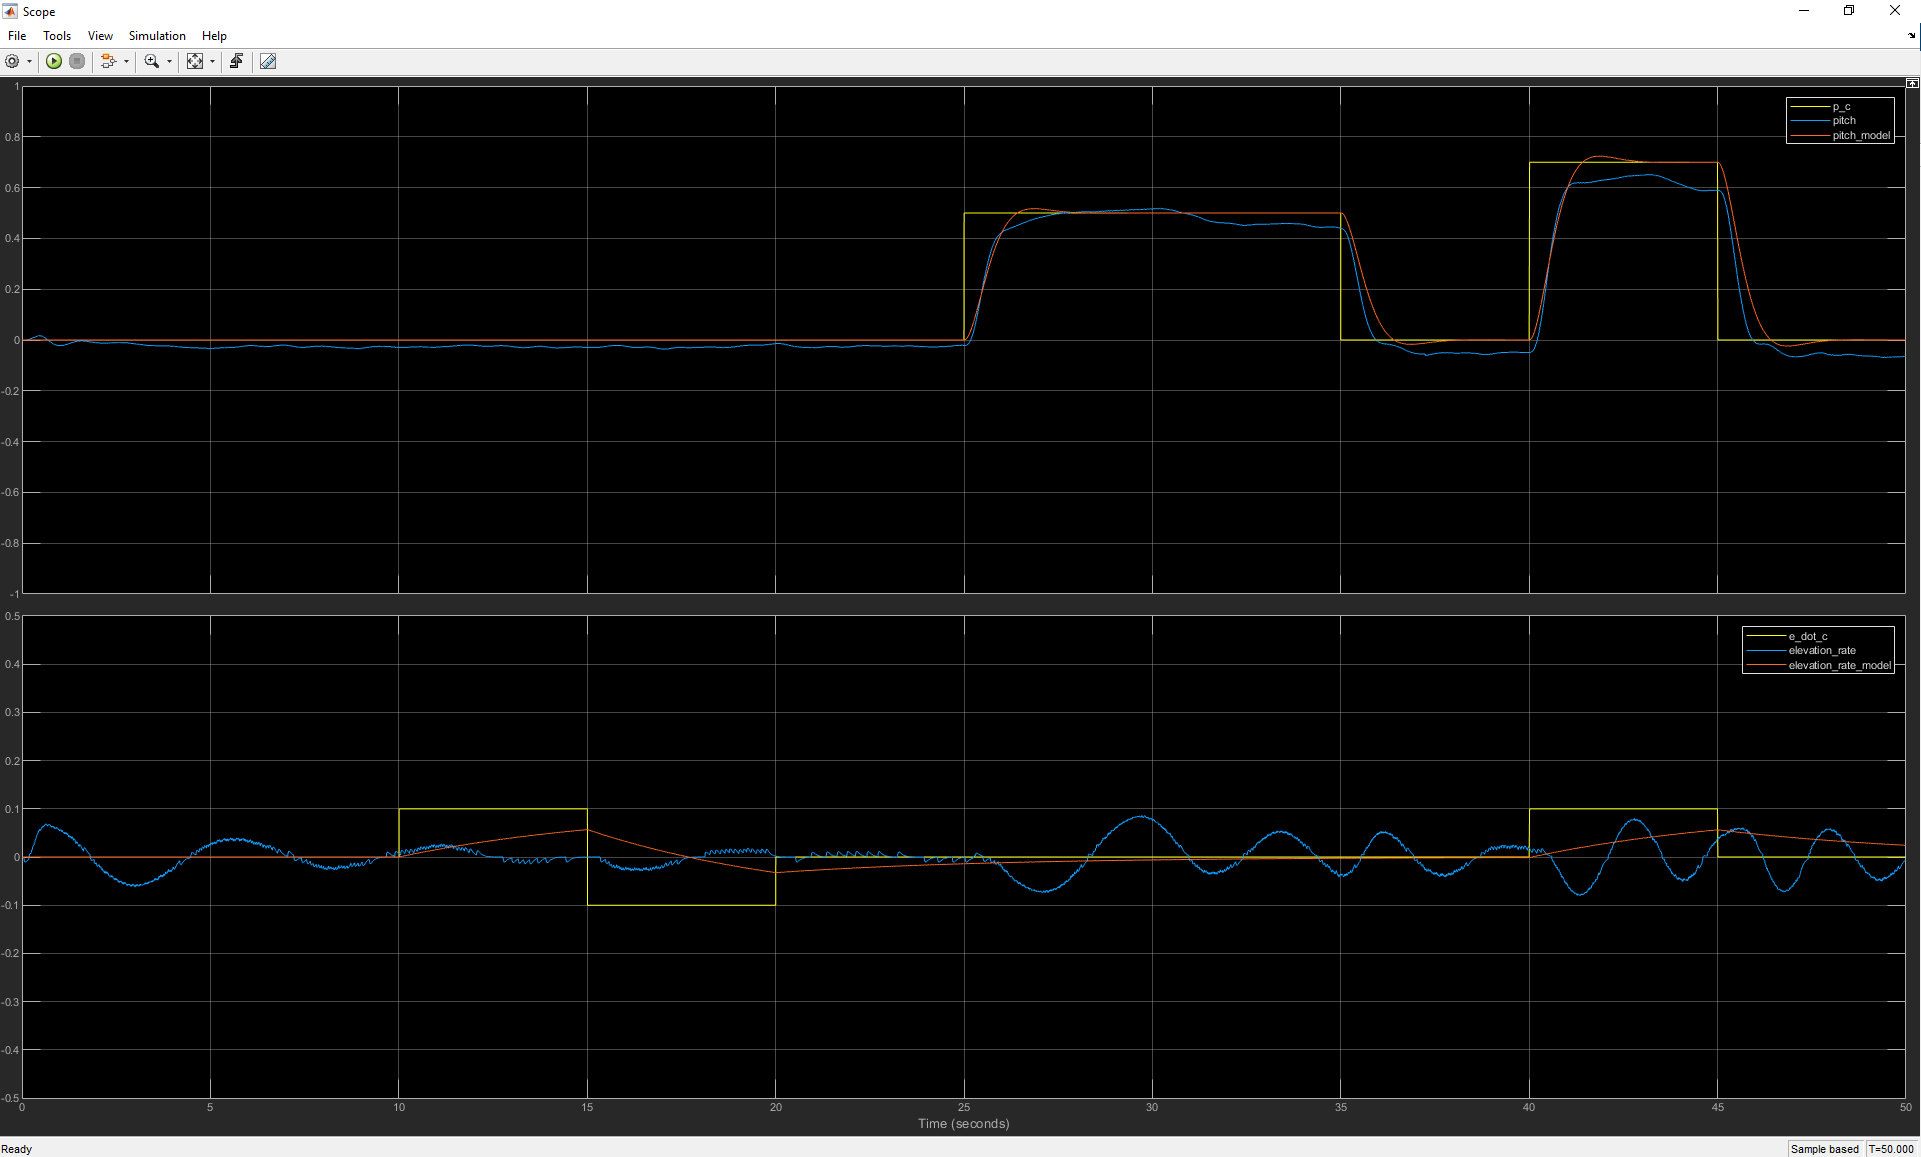 Scope
File Tools View Simulation Help
1
0.8
0.6
0.4
0.2
0
-0.2
-0.4
-0.6
-0.8
-1
p_c
pitch
pitch_model
0.5
0.4
0.3
0.2
0.1
0
-0.1
-0.2
-0.3
-0.4
-0.5
e_dot_c
elevation_rate
elevation_rate_model
0 5 10 15 20 25 30 35 40 45 50
Time (seconds)
Ready Sample based T=50.000